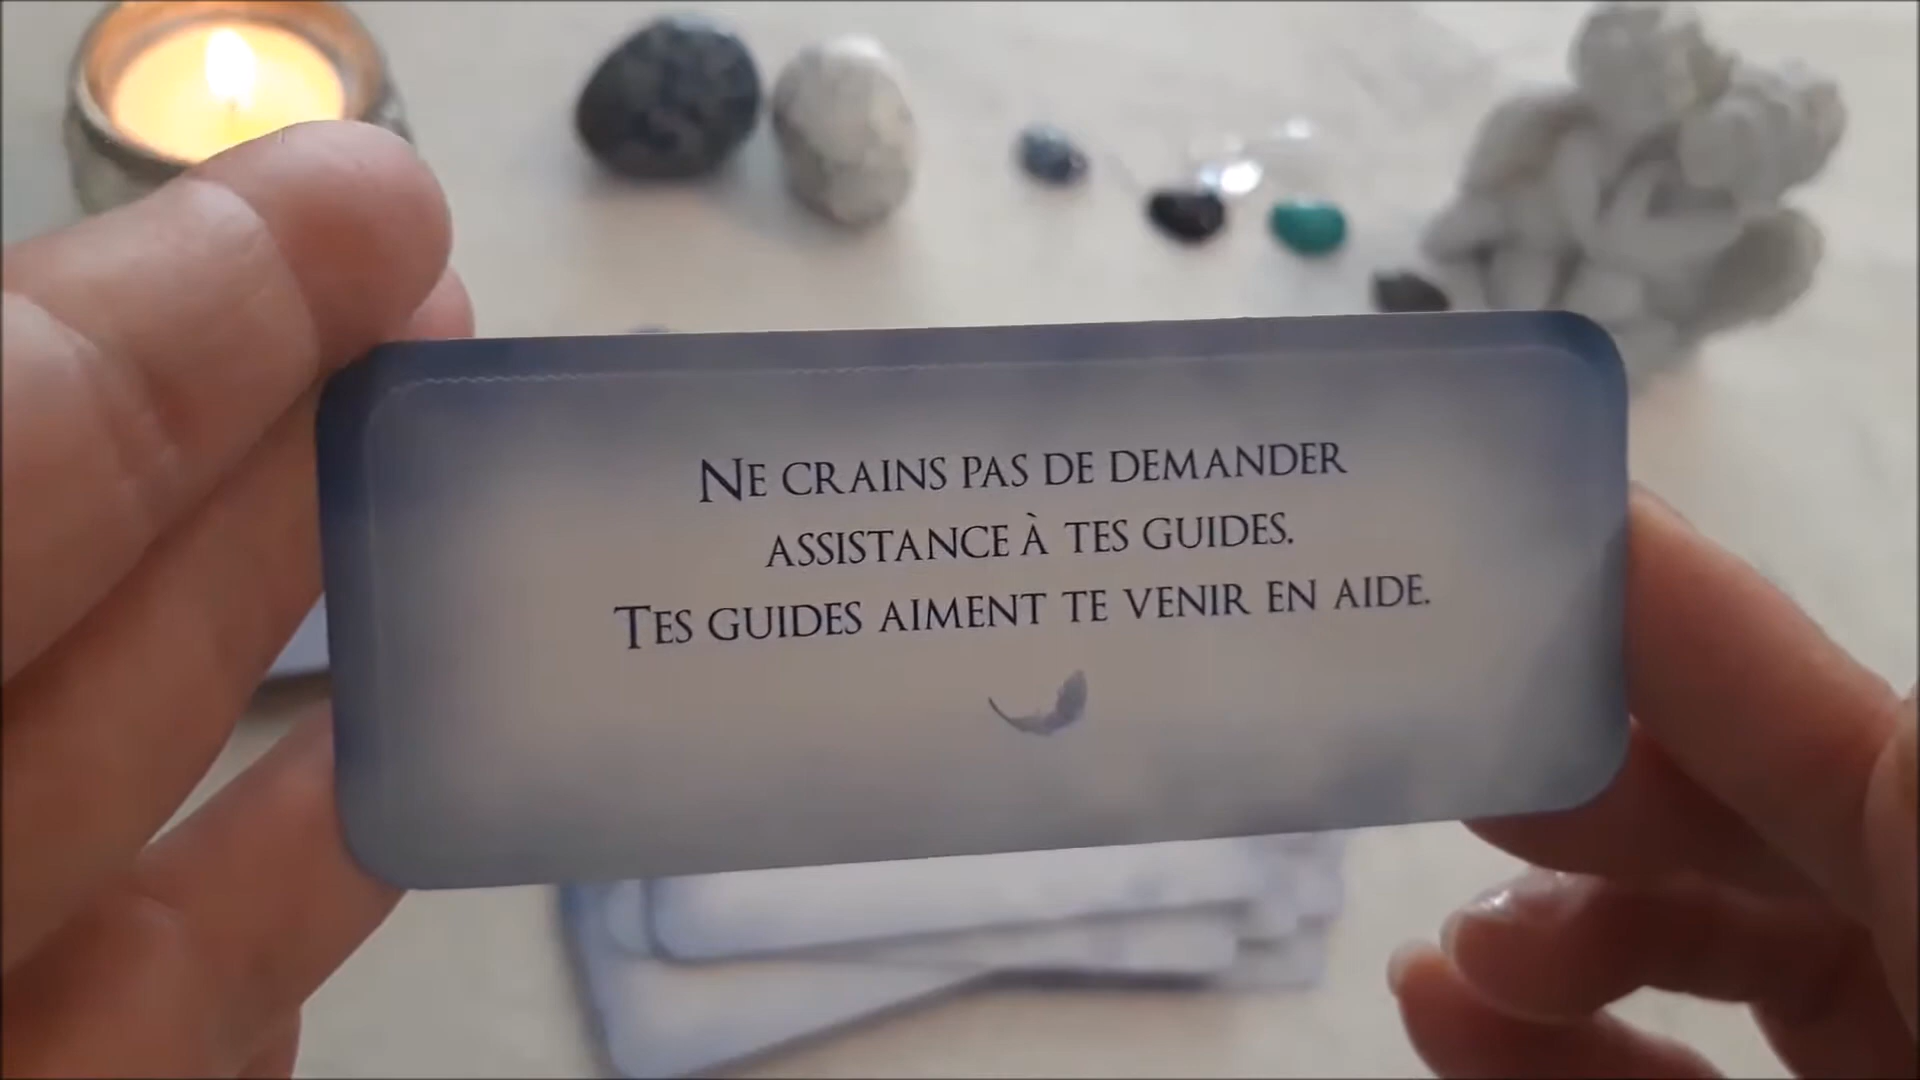 Ne crains pas de demander
assistance à tes guides.
Tes guides aiment te venir en aide.